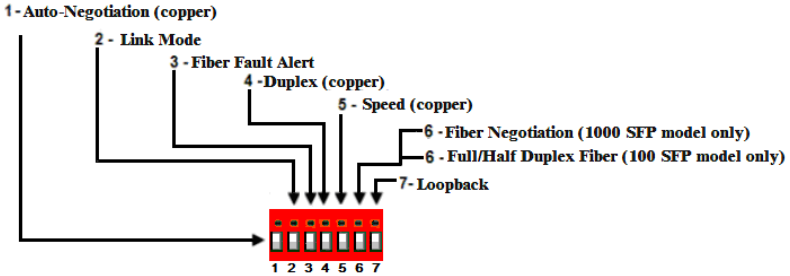 1 - Auto-Negotiation (copper)
2 - Link Mode
3 - Fiber Fault Alert
4 -Duplex (copper)
5 - Speed (copper)
6 - Fiber Negotiation (1000 SFP model only)
6 - Full/Half Duplex Fiber (100 SFP model only)
7- Loopback
1 2 3 4 5 6 7